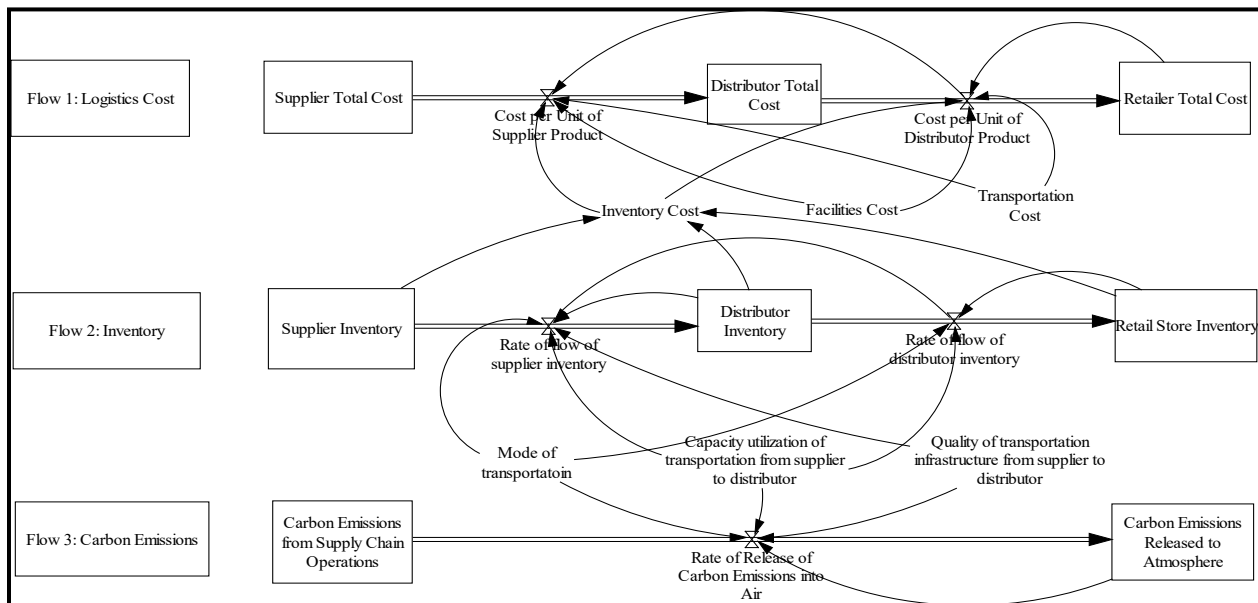 Flow 1: Logistics Cost
Supplier Total Cost
Cost per Unit of
Supplier Product
Distributor Total
Cost
Cost per Unit of
Distributor Product
Retailer Total Cost
Inventory Cost
Facilities Cost
Transportation
Cost
Flow 2: Inventory
Supplier Inventory
Rate of flow of
supplier inventory
Distributor
Inventory
Rate of flow of
distributor inventory
Retail Store Inventory
Mode of
transportatoin
Capacity utilization of
transportation from supplier
to distributor
Quality of transportation
infrastructure from supplier to
distributor
Flow 3: Carbon Emissions
Carbon Emissions
from Supply Chain
Operations
Rate of Release of
Carbon Emissions into
Air
Carbon Emissions
Released to
Atmosphere